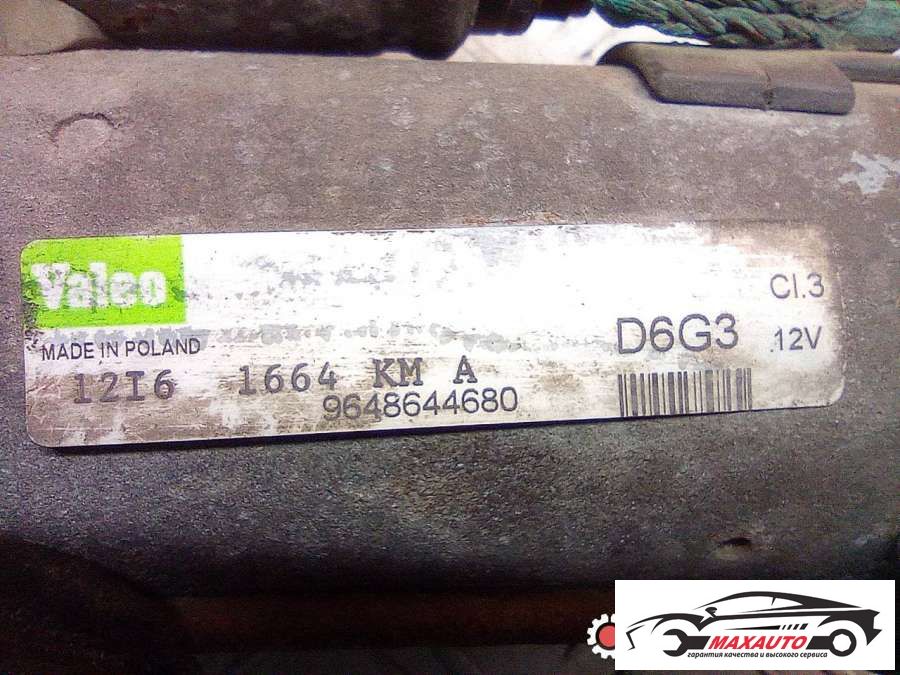 Valeo
Cl.3
D6G3 12V
MADE IN POLAND
12I6 1664 KM A
9648644680
MAXAUTO
гарантия качества и высокого сервиса